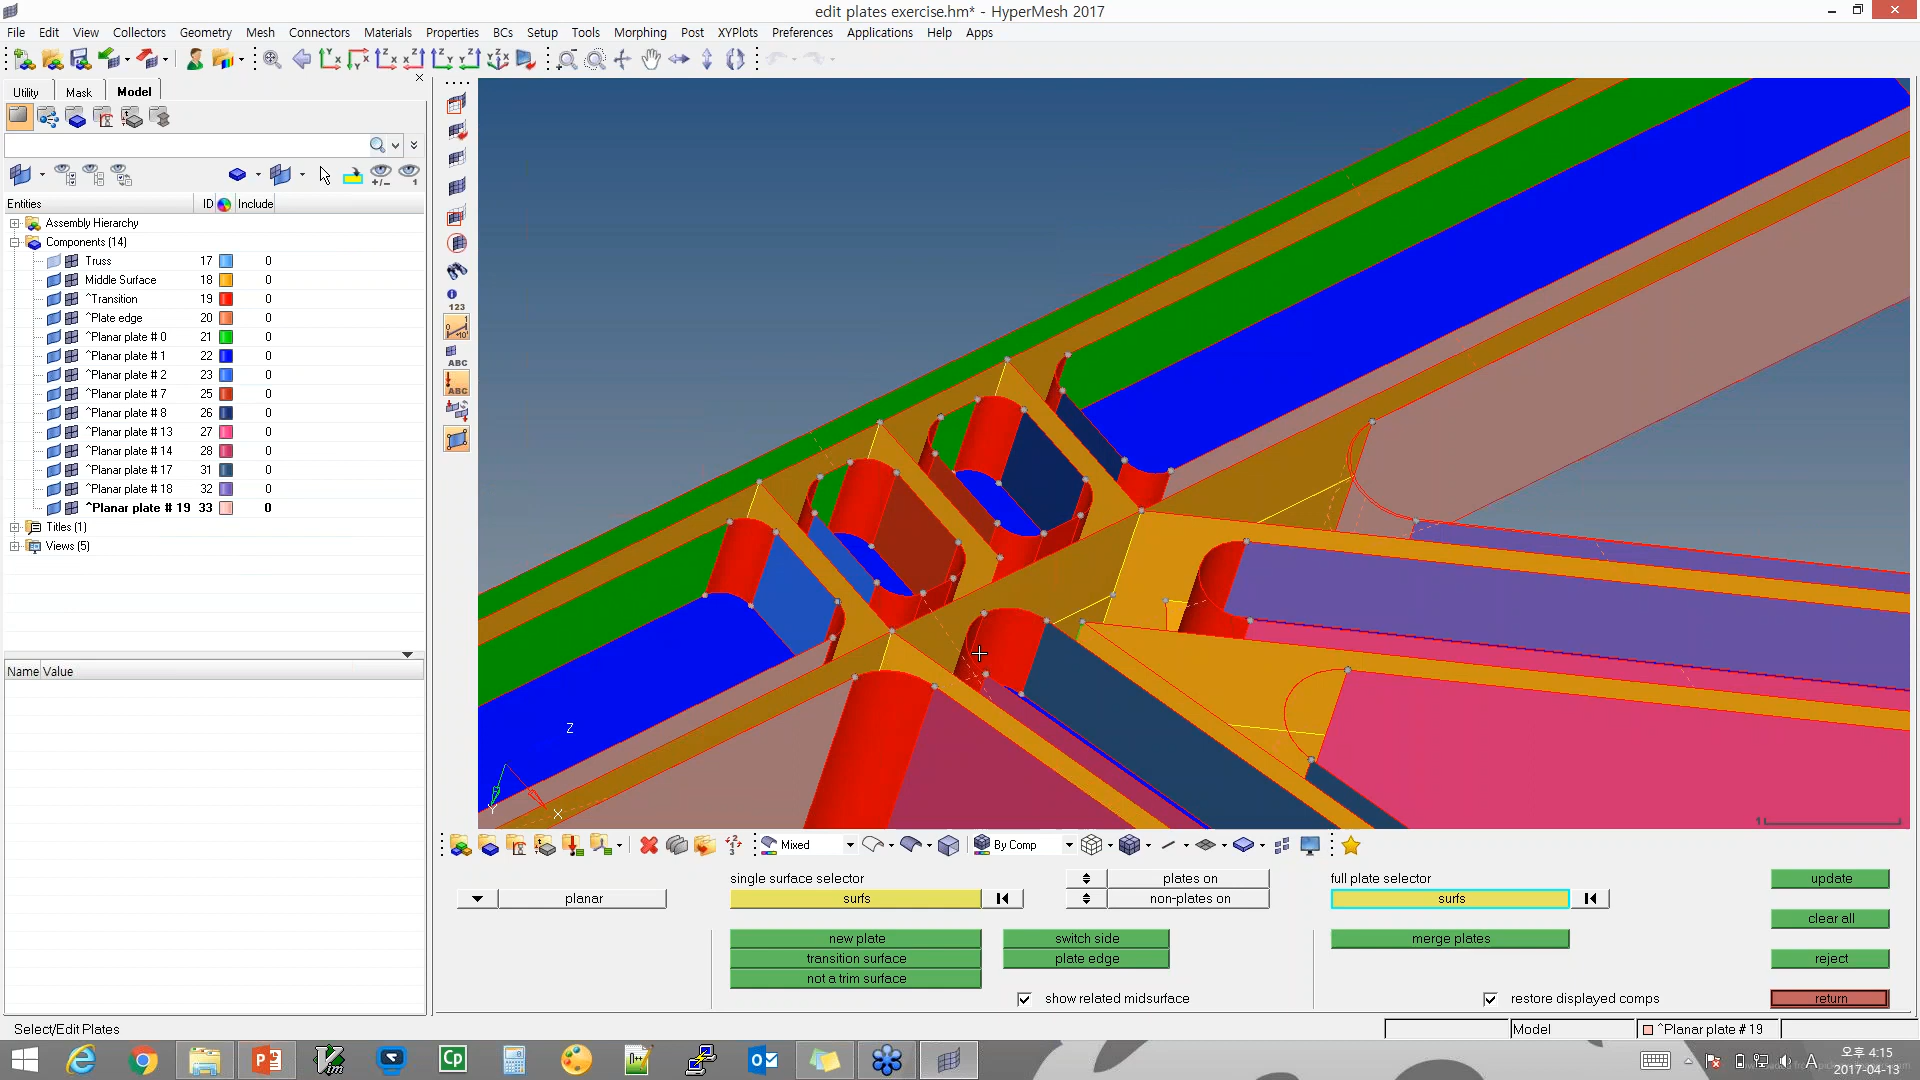 edit plates exercise.hm* - HyperMesh 2017
File Edit View Collectors Geometry Mesh Connectors Materials Properties BCs Setup Tools Morphing Post XYPlots Preferences Applications Help Apps
Utility Mask Model
Entities ID Include
Assembly Hierarchy
Components (14)
Truss 17 0
Middle Surface 18 0
^Transition 19 0
^Plate edge 20 0
^Planar plate # 0 21 0
^Planar plate # 1 22 0
^Planar plate # 2 23 0
^Planar plate # 7 25 0
^Planar plate # 8 26 0
^Planar plate # 13 27 0
^Planar plate # 14 28 0
^Planar plate # 17 31 0
^Planar plate # 18 32 0
^Planar plate # 19 33 0
Titles (1)
Views (5)
Name Value
123
ABC
ABC
Z
Y
X
1
Mixed
By Comp
single surface selector
plates on
full plate selector
update
planar
surfs
non-plates on
surfs
clear all
new plate
switch side
merge plates
transition surface
plate edge
reject
not a trim surface
show related midsurface
restore displayed comps
return
Select/Edit Plates
Model
^Planar plate # 19
Cp
A
오후 4:15
2017-04-13